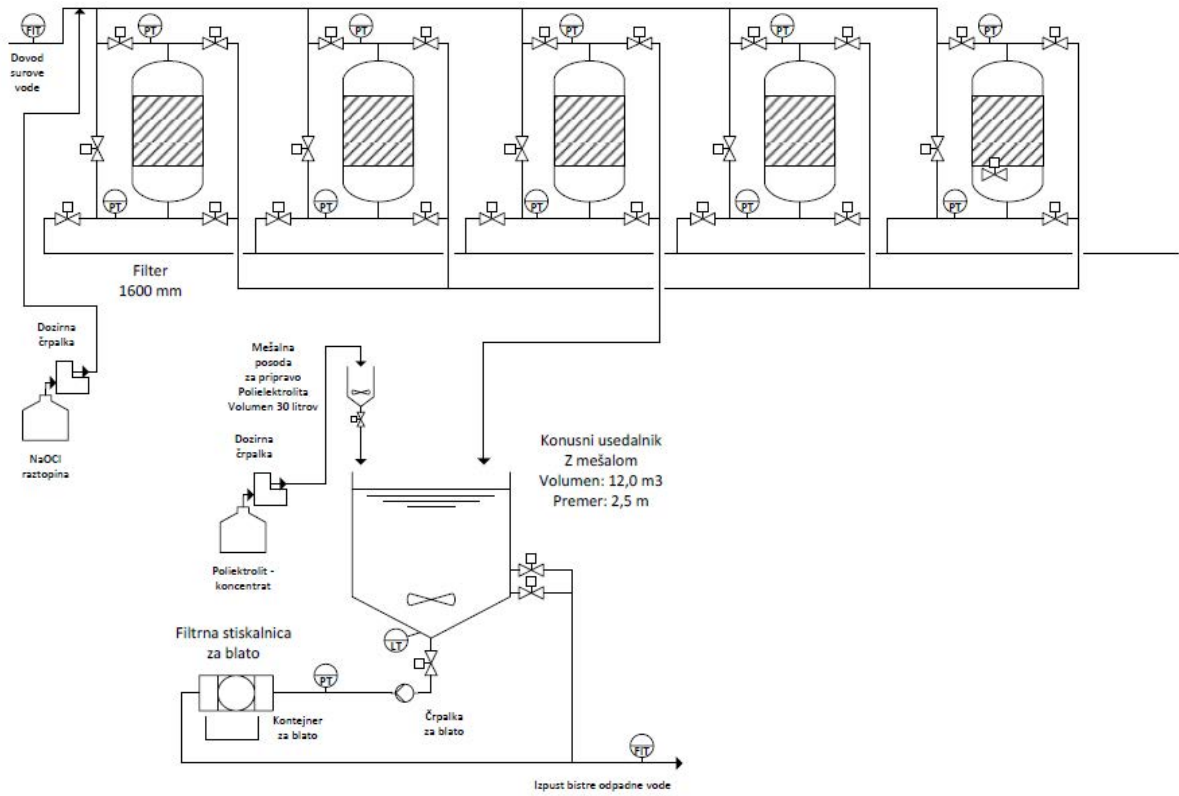 FIT
PT
PT
PT
PT
PT
Dovod
surove
vode
PT
PT
PT
PT
PT
Filter
1600 mm
Dozirna
črpalka
NaOCl
raztopina
Mešalna
posoda
za pripravo
Polielektrolita
Volumen 30 litrov
Dozirna
črpalka
Poliektrolit -
koncentrat
Konusni usedalnik
Z mešalom
Volumen: 12,0 m3
Premer: 2,5 m
LT
Filtrna stiskalnica
za blato
PT
Kontejner
za blato
Črpalka
za blato
FIT
Izpust bistre odpadne vode